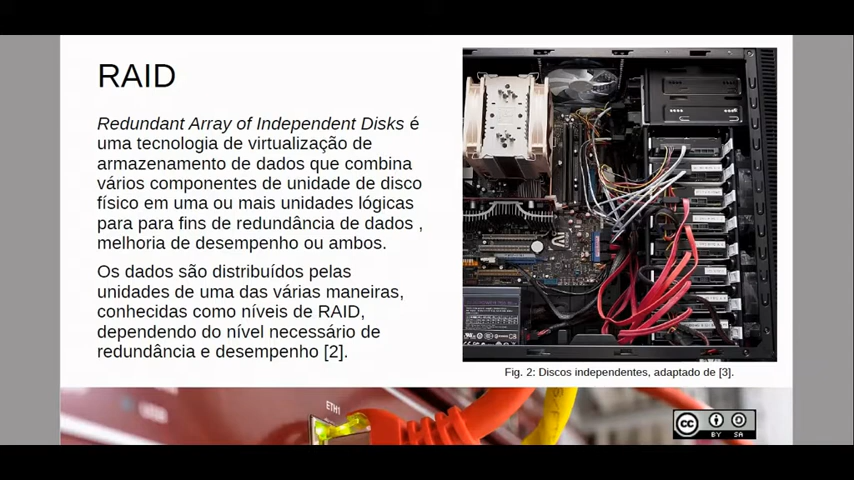 RAID
Redundant Array of Independent Disks é
uma tecnologia de virtualização de
armazenamento de dados que combina
vários componentes de unidade de disco
físico em uma ou mais unidades lógicas
para para fins de redundância de dados ,
melhoria de desempenho ou ambos.
Os dados são distribuídos pelas
unidades de uma das várias maneiras,
conhecidas como níveis de RAID,
dependendo do nível necessário de
redundância e desempenho [2].
Fig. 2: Discos independentes, adaptado de [3].
ETH1
cc
BY SA